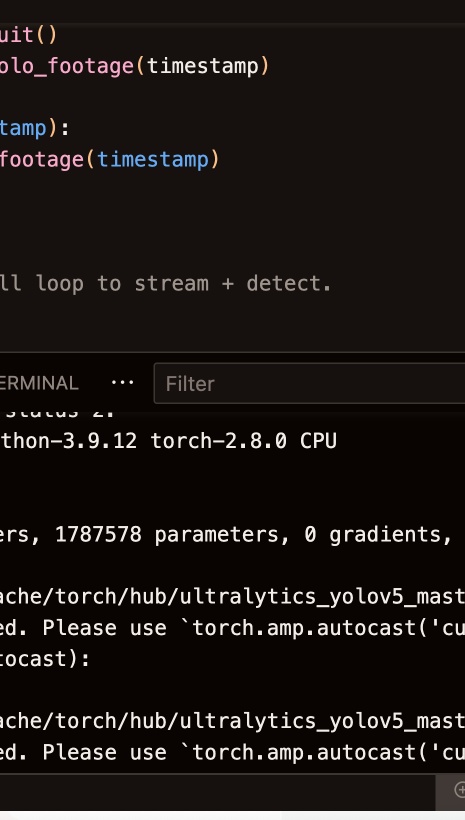 uit()
olo_footage(timestamp)
tamp):
footage(timestamp)
ll loop to stream + detect.
ERMINAL ··· Filter
status 2.
thon-3.9.12 torch-2.8.0 CPU
ers, 1787578 parameters, 0 gradients,
ache/torch/hub/ultralytics_yolov5_mast
ed. Please use `torch.amp.autocast('cu
tocast):
ache/torch/hub/ultralytics_yolov5_mast
ed. Please use `torch.amp.autocast('cu